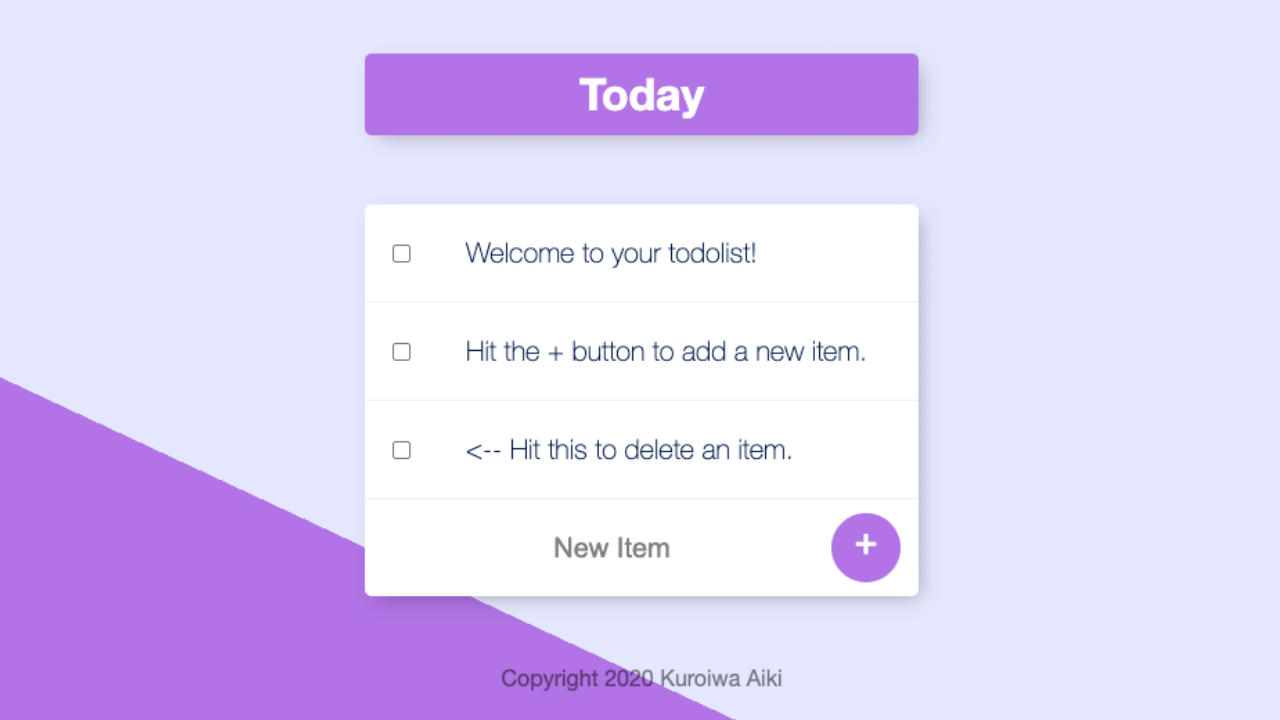 Today
Welcome to your todolist!
Hit the + button to add a new item.
<-- Hit this to delete an item.
New Item
+
Copyright 2020 Kuroiwa Aiki